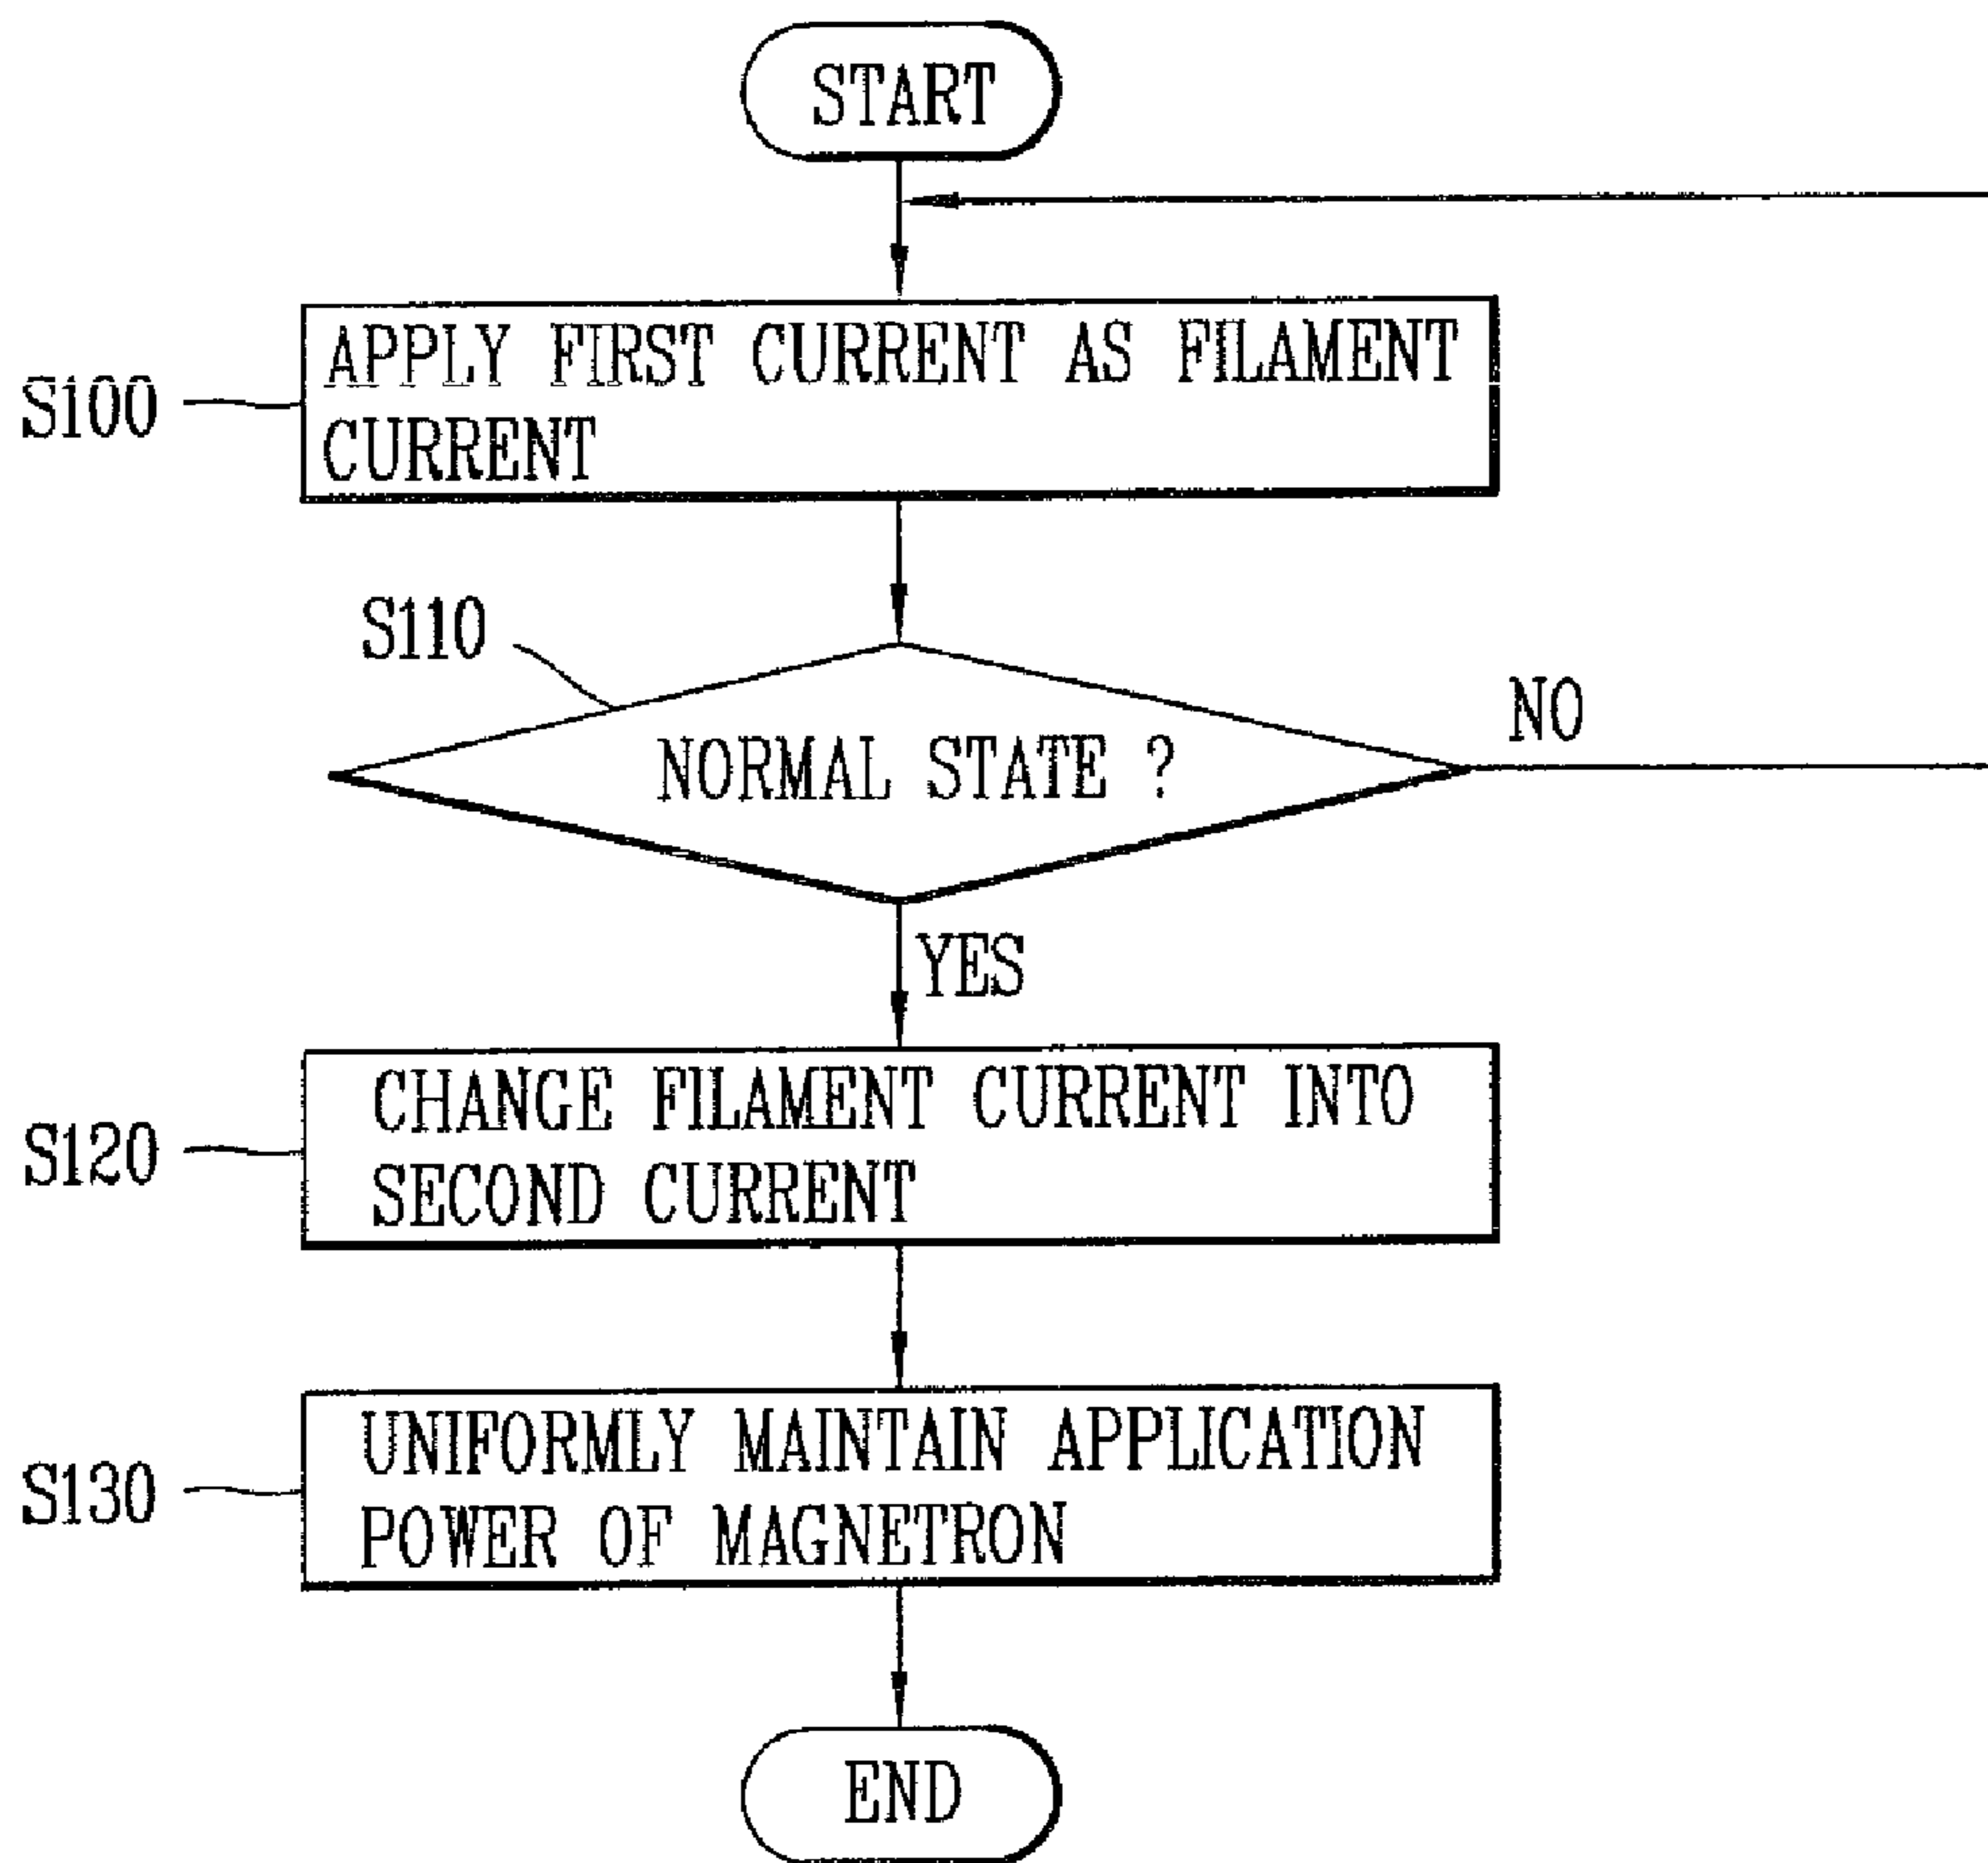 START
S100
APPLY FIRST CURRENT AS FILAMENT
CURRENT
S110
NORMAL STATE ?
NO
YES
S120
CHANGE FILAMENT CURRENT INTO
SECOND CURRENT
S130
UNIFORMLY MAINTAIN APPLICATION
POWER OF MAGNETRON
END